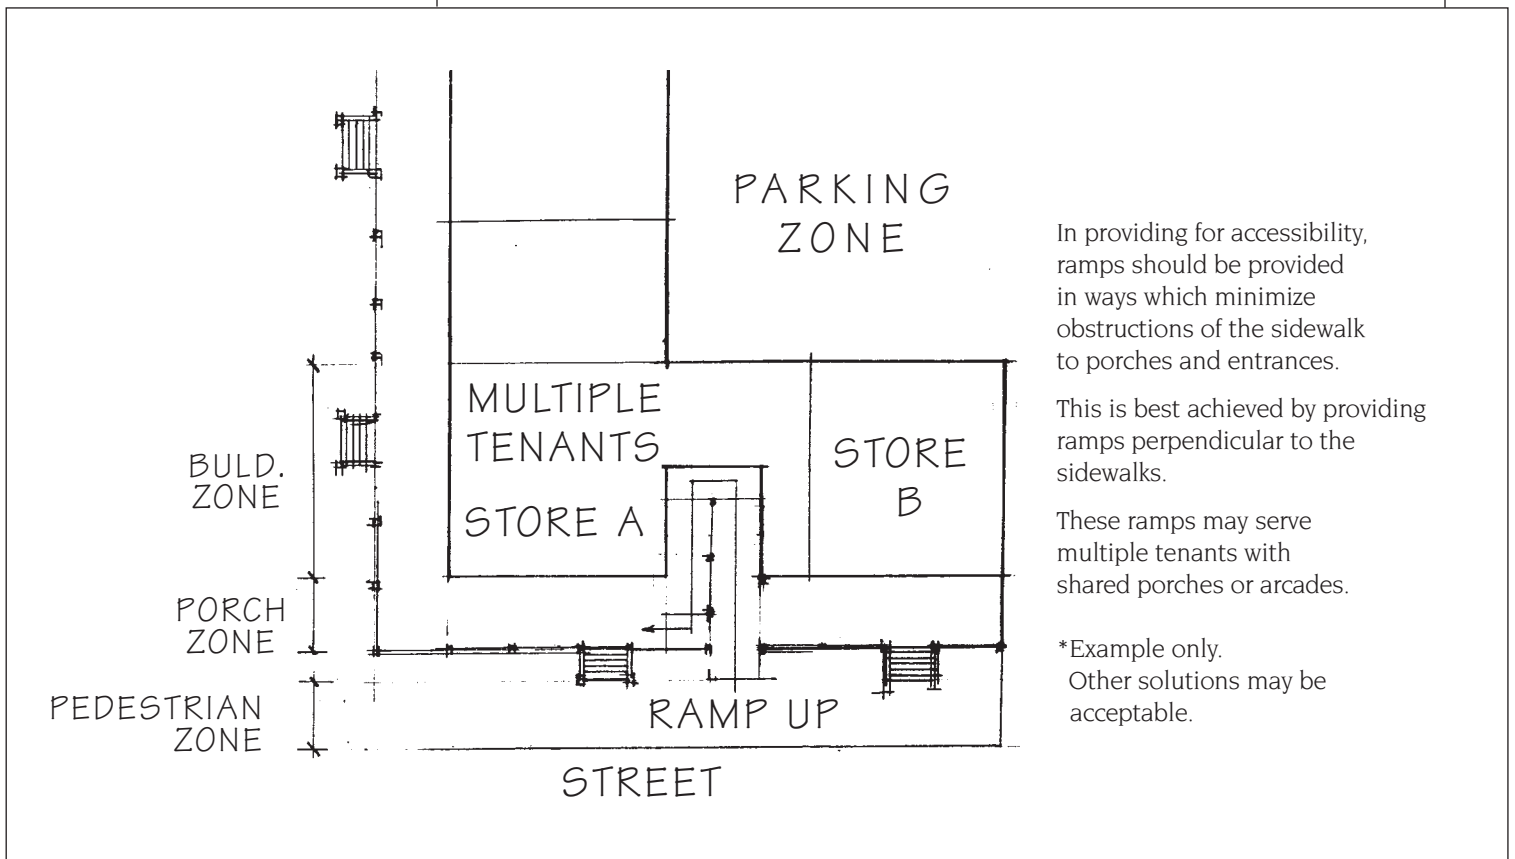 PARKING
ZONE
MULTIPLE
TENANTS
STORE A
STORE
B
BULD.
ZONE
PORCH
ZONE
PEDESTRIAN
ZONE
RAMP UP
STREET
In providing for accessibility,
ramps should be provided
in ways which minimize
obstructions of the sidewalk
to porches and entrances.
This is best achieved by providing
ramps perpendicular to the
sidewalks.
These ramps may serve
multiple tenants with
shared porches or arcades.
*Example only.
Other solutions may be
acceptable.